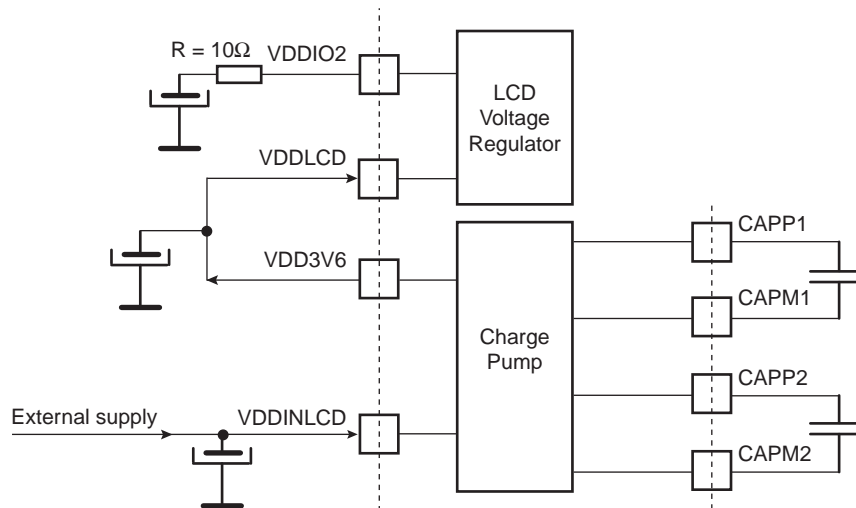 R = 10Ω
VDDIO2
LCD
Voltage
Regulator
VDDLCD
VDD3V6
CAPP1
CAPM1
Charge
Pump
CAPP2
External supply
VDDINLCD
CAPM2